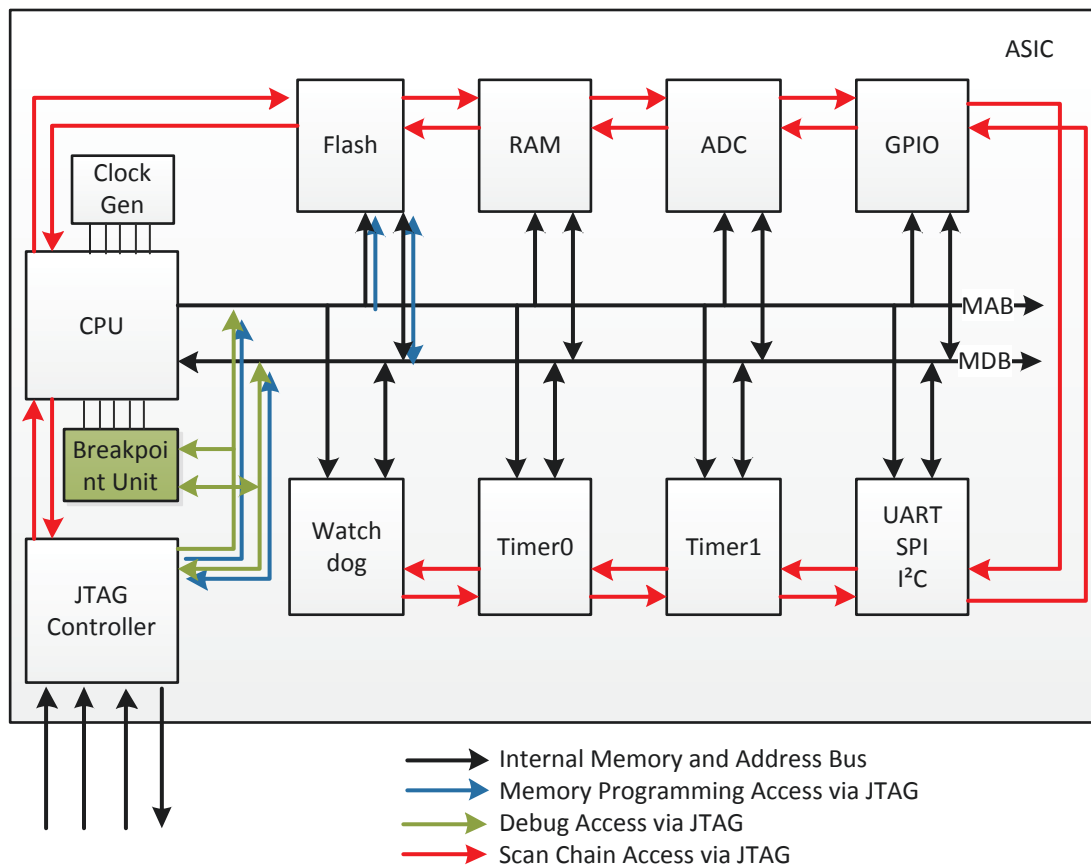 ASIC
Flash
RAM
ADC
GPIO
Clock
Gen
CPU
MAB
MDB
Breakpoi
nt Unit
Watch
dog
Timer0
Timer1
UART
SPI
I²C
JTAG
Controller
Internal Memory and Address Bus
Memory Programming Access via JTAG
Debug Access via JTAG
Scan Chain Access via JTAG